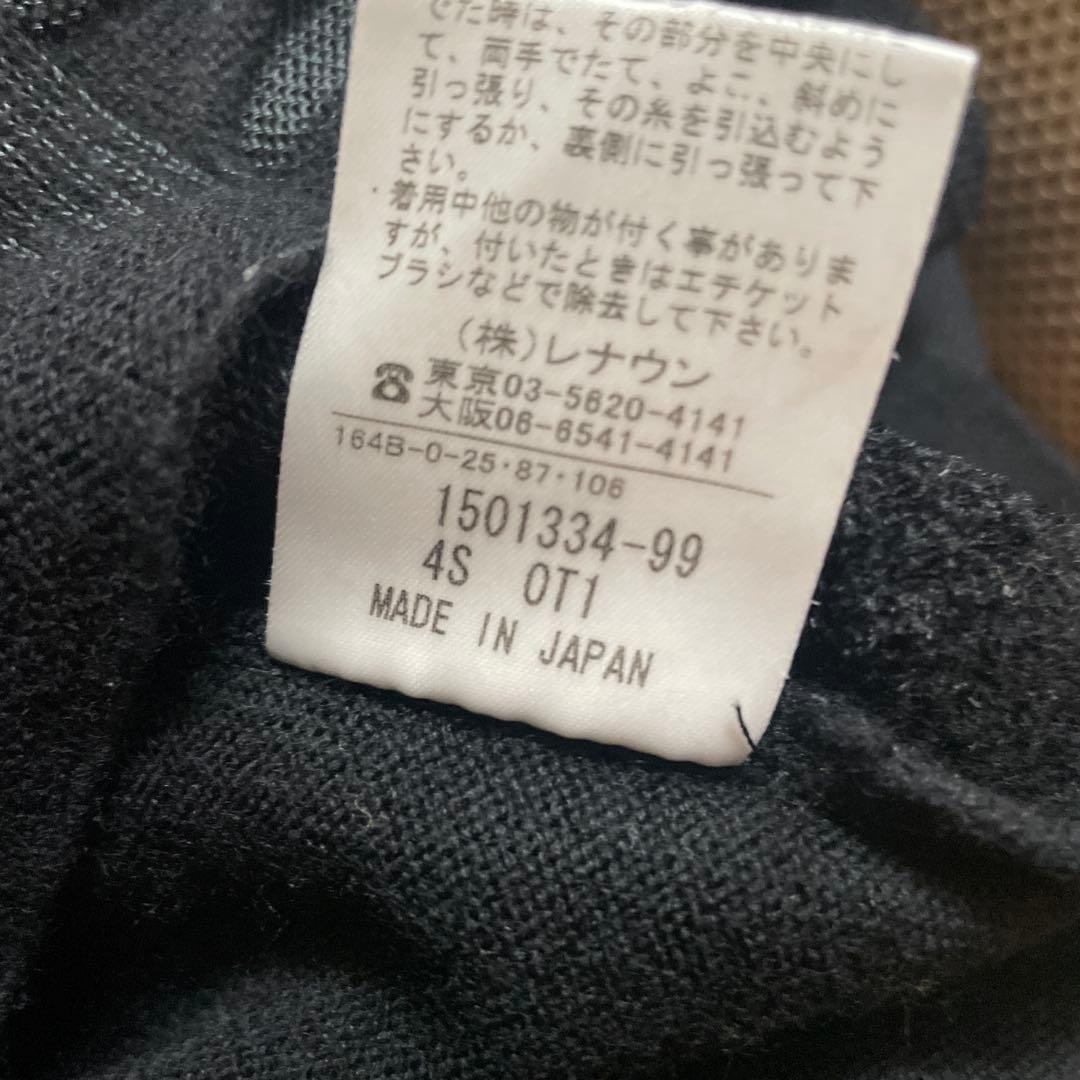 でた時は、その部分を中央にし
て、両手でたて、よこ、斜めに
引っ張り、その糸を引込むよう
にするか、裏側に引っ張って下
さい。
・着用中他の物が付く事がありま
すが、付いたときはエチケット
ブラシなどで除去して下さい。
(株)レナウン
☎東京03-5620-4141
大阪06-6541-4141
164B-0-25・87・106
1501334-99
4S OT1
MADE IN JAPAN